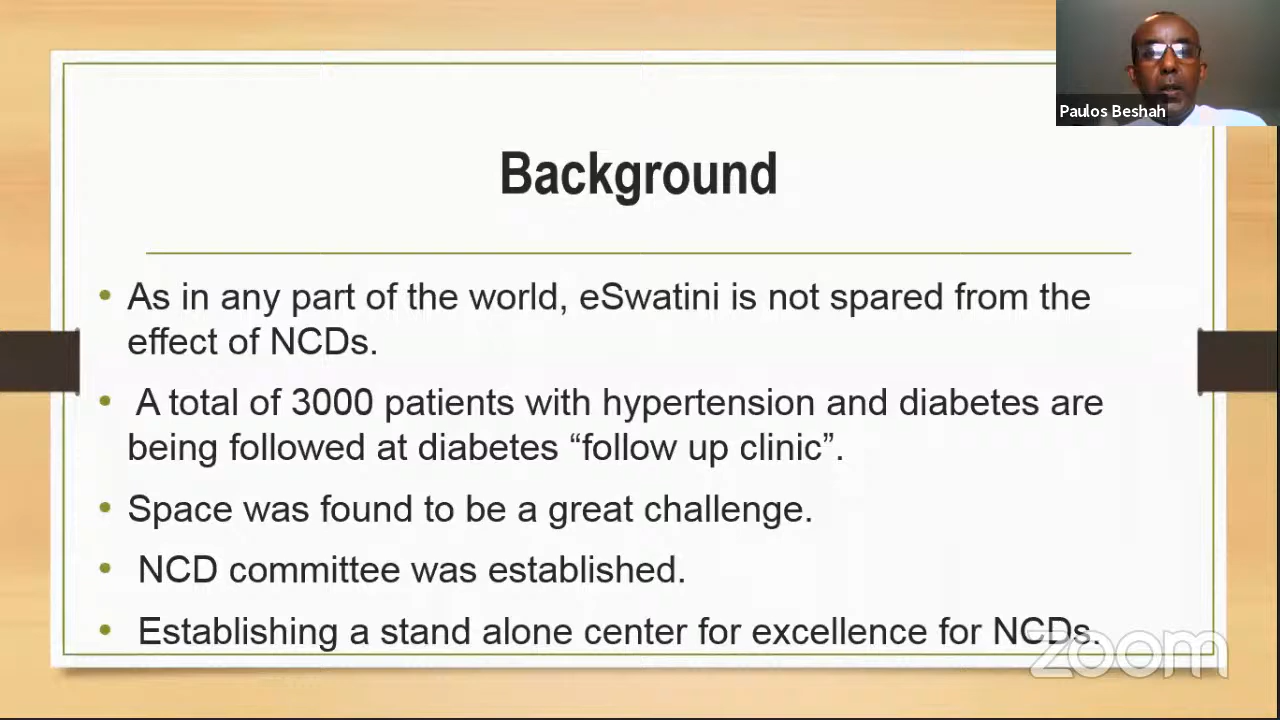 Paulos Beshah
Background
• As in any part of the world, eSwatini is not spared from the
effect of NCDs.
• A total of 3000 patients with hypertension and diabetes are
being followed at diabetes “follow up clinic”.
• Space was found to be a great challenge.
• NCD committee was established.
• Establishing a stand alone center for excellence for NCDs.
zoom